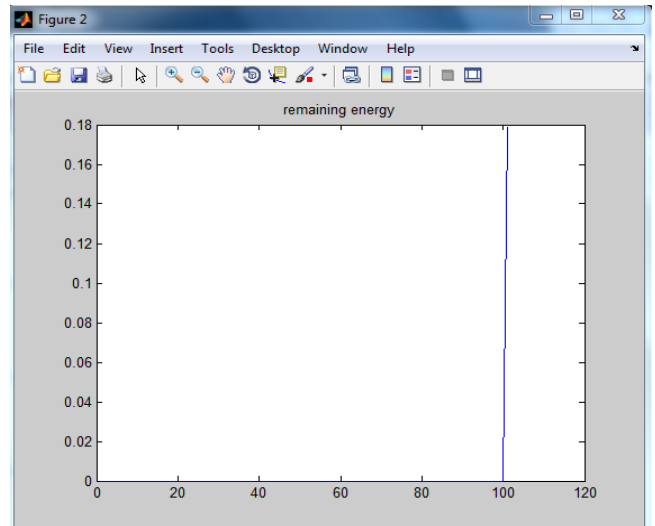 Figure 2
File Edit View Insert Tools Desktop Window Help
remaining energy
0.18
0.16
0.14
0.12
0.1
0.08
0.06
0.04
0.02
0
0 20 40 60 80 100 120